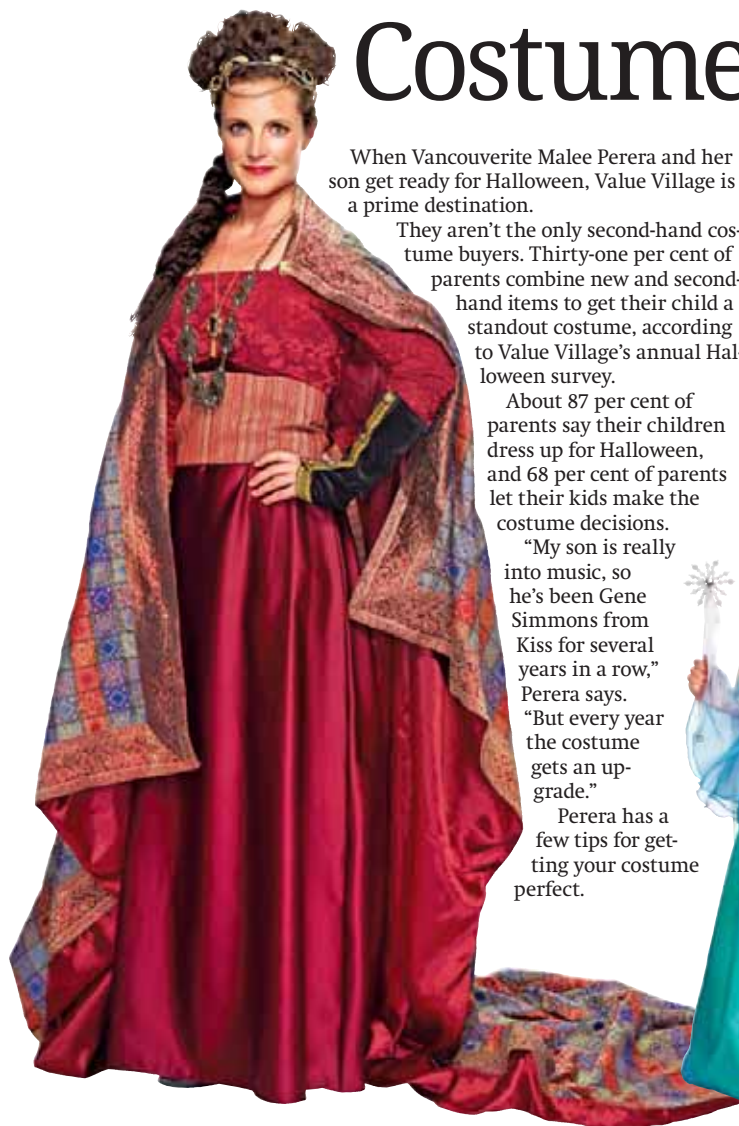 Costume
When Vancouverite Malee Perera and her
son get ready for Halloween, Value Village is
a prime destination.
They aren’t the only second-hand cos-
tume buyers. Thirty-one per cent of
parents combine new and second-
hand items to get their child a
standout costume, according
to Value Village’s annual Hal-
loween survey.
About 87 per cent of
parents say their children
dress up for Halloween,
and 68 per cent of parents
let their kids make the
costume decisions.
“My son is really
into music, so
he’s been Gene
Simmons from
Kiss for several
years in a row,”
Perera says.
“But every year
the costume
gets an up-
grade.”
Perera has a
few tips for get-
ting your costume
perfect.